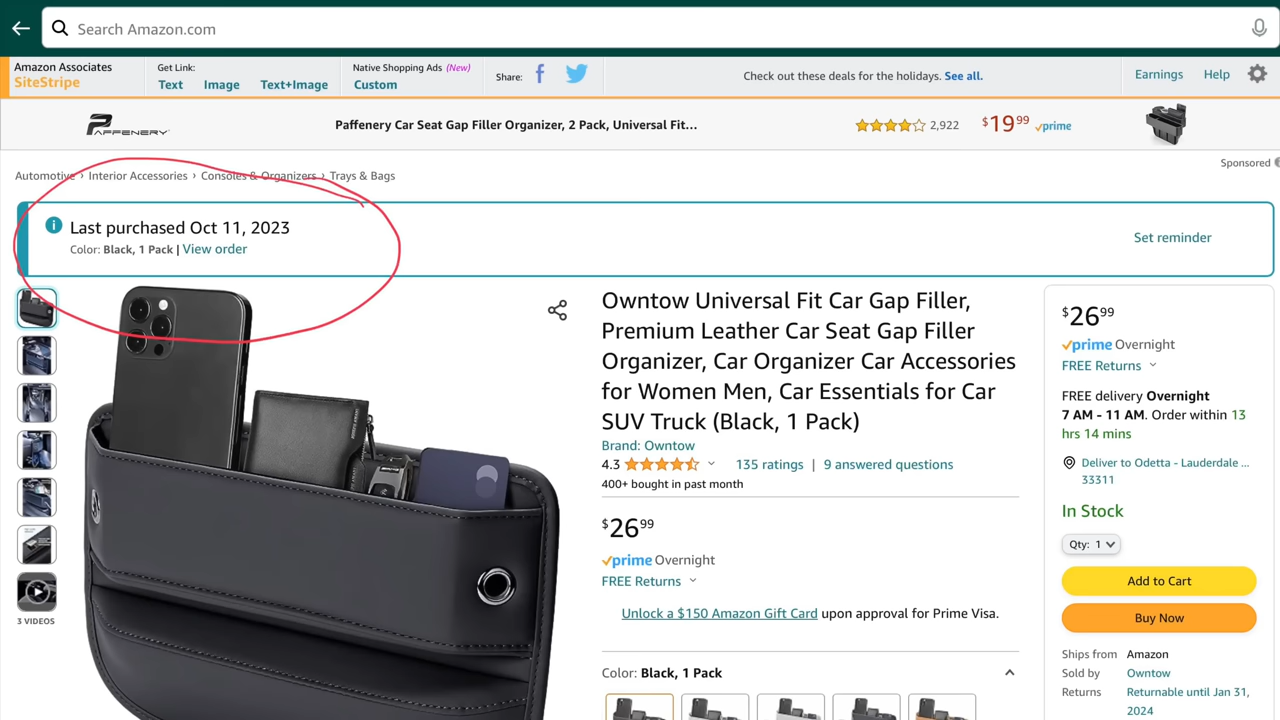 Search Amazon.com
Amazon Associates
SiteStripe
Get Link:
Text Image Text+Image
Native Shopping Ads (New)
Custom
Share:
Check out these deals for the holidays. See all.
Earnings Help
PAFFENERY
Paffenery Car Seat Gap Filler Organizer, 2 Pack, Universal Fit...
2,922
$19 99 prime
Sponsored
Automotive › Interior Accessories › Consoles & Organizers › Trays & Bags
Last purchased Oct 11, 2023
Color: Black, 1 Pack | View order
Set reminder
3 VIDEOS
Owntow Universal Fit Car Gap Filler,
Premium Leather Car Seat Gap Filler
Organizer, Car Organizer Car Accessories
for Women Men, Car Essentials for Car
SUV Truck (Black, 1 Pack)
Brand: Owntow
4.3 135 ratings | 9 answered questions
400+ bought in past month
$26 99
prime Overnight
FREE Returns
Unlock a $150 Amazon Gift Card upon approval for Prime Visa.
Color: Black, 1 Pack
$26 99
prime Overnight
FREE Returns
FREE delivery Overnight
7 AM - 11 AM. Order within 13
hrs 14 mins
Deliver to Odetta - Lauderdale ...
33311
In Stock
Qty: 1
Add to Cart
Buy Now
Ships from Amazon
Sold by Owntow
Returns Returnable until Jan 31,
2024